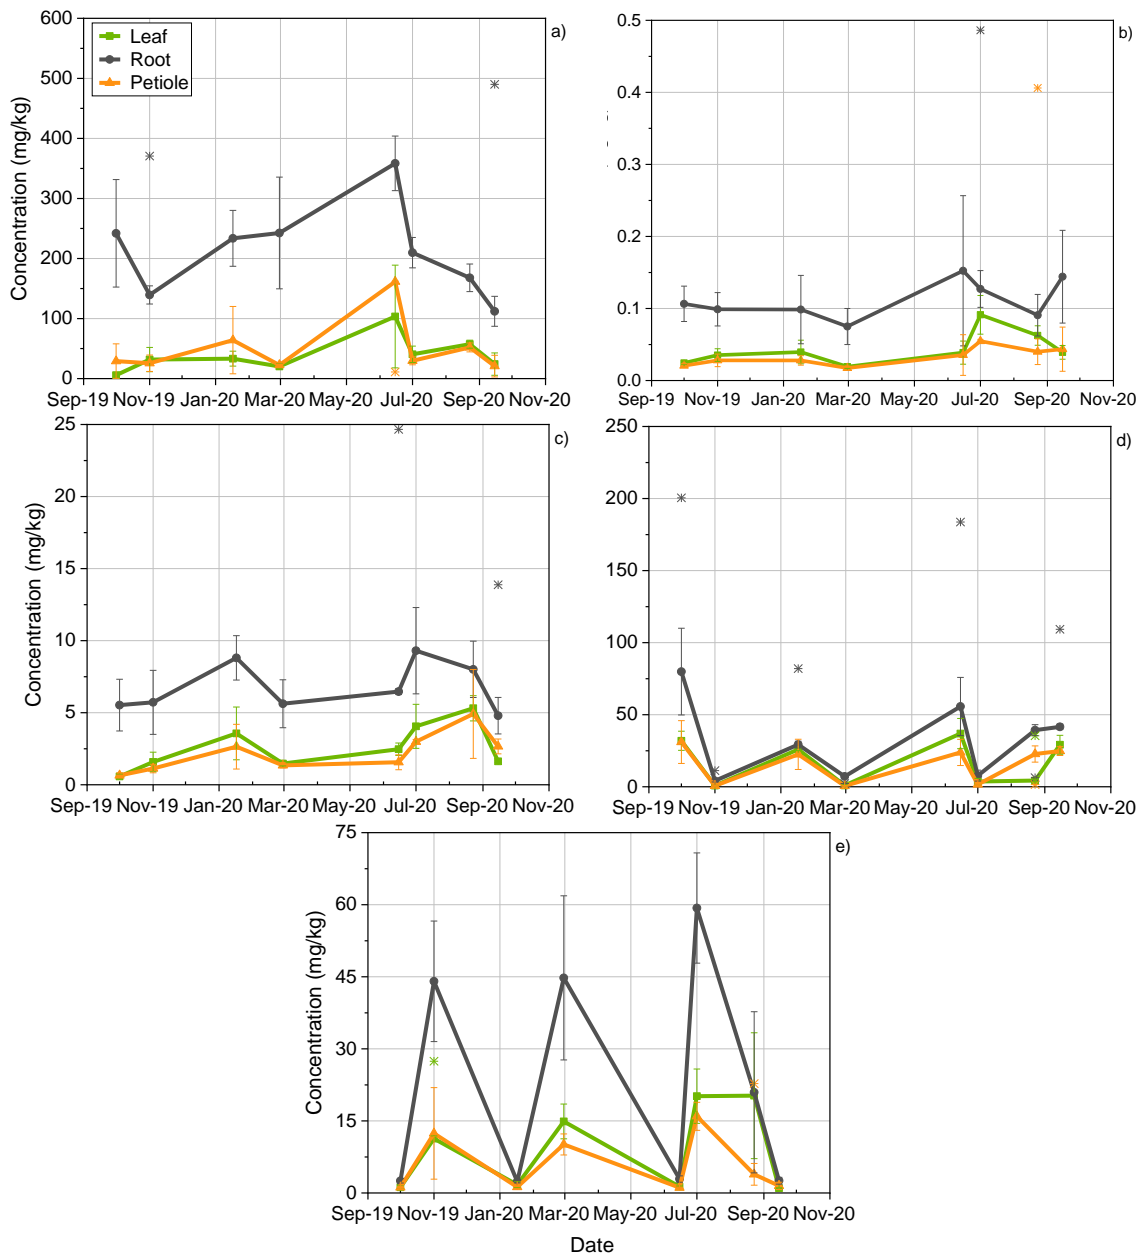 a)
Leaf
Root
Petiole
Concentration (mg/kg)
600
500
400
300
200
100
0
Sep-19 Nov-19 Jan-20 Mar-20 May-20 Jul-20 Sep-20 Nov-20
b)
0.5
0.4
0.3
0.2
0.1
0.0
Sep-19 Nov-19 Jan-20 Mar-20 May-20 Jul-20 Sep-20 Nov-20
c)
Concentration (mg/kg)
25
20
15
10
5
0
Sep-19 Nov-19 Jan-20 Mar-20 May-20 Jul-20 Sep-20 Nov-20
d)
250
200
150
100
50
0
Sep-19 Nov-19 Jan-20 Mar-20 May-20 Jul-20 Sep-20 Nov-20
e)
Concentration (mg/kg)
75
60
45
30
15
0
Sep-19 Nov-19 Jan-20 Mar-20 May-20 Jul-20 Sep-20 Nov-20
Date